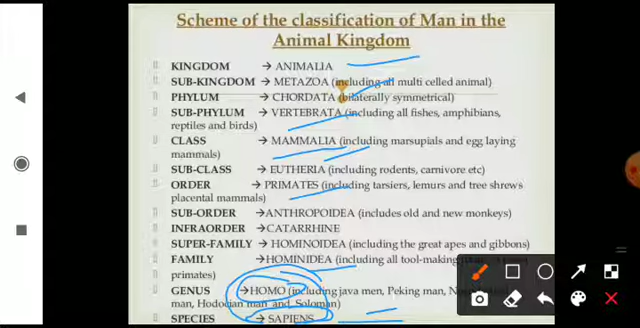 Scheme of the classification of Man in the
Animal Kingdom
KINGDOM → ANIMALIA
SUB-KINGDOM → METAZOA (including all multi celled animal)
PHYLUM → CHORDATA (bilaterally symmetrical)
SUB-PHYLUM → VERTEBRATA (including all fishes, amphibians,
reptiles and birds)
CLASS → MAMMALIA (including marsupials and egg laying
mammals)
SUB-CLASS → EUTHERIA (including rodents, carnivore etc)
ORDER → PRIMATES (including tarsiers, lemurs and tree shrews
placental mammals)
SUB-ORDER →ANTHROPOIDEA (includes old and new monkeys)
INFRAORDER →CATARRHINE
SUPER-FAMILY → HOMINOIDEA (including the great apes and gibbons)
FAMILY →HOMINIDEA (including all tool-making
primates)
GENUS →HOMO (including java men, Peking man,
man, Hodocian man and Soloman)
SPECIES → SAPIENS